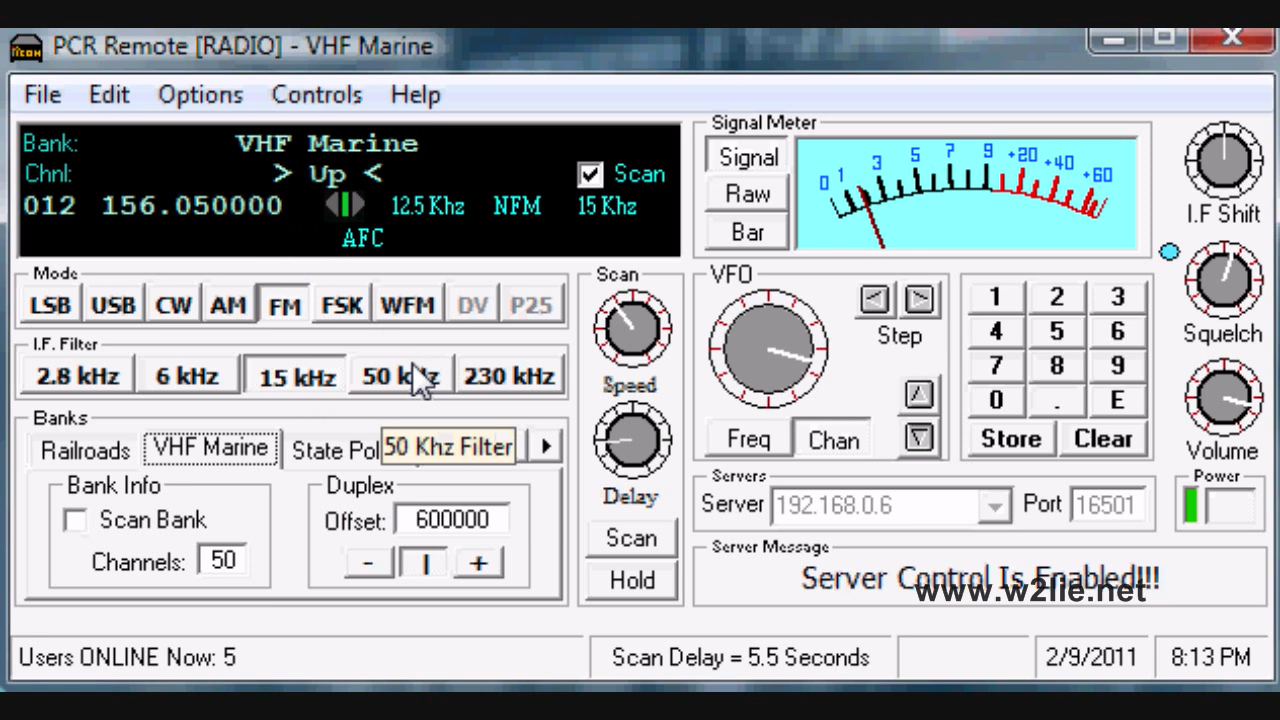 ICOM PCR Remote [RADIO] - VHF Marine
File Edit Options Controls Help
Bank: VHF Marine
Chnl: > Up < Scan
012 156.050000 12.5 Khz NFM 15 Khz
AFC
Signal Meter
Signal
Raw
Bar
0 1 3 5 7 9 +20 +40 +60
I.F Shift
Mode
LSB USB CW AM FM FSK WFM DV P25
I.F. Filter
2.8 kHz 6 kHz 15 kHz 50 kHz 230 kHz
Banks
Railroads VHF Marine State Pol
50 Khz Filter
Bank Info
Scan Bank
Channels: 50
Duplex
Offset: 600000
- | +
Scan
Speed
Delay
Scan
Hold
VFO
< >
Step
Freq Chan
1 2 3
4 5 6
7 8 9
0 . E
Store Clear
Squelch
Volume
Servers
Server 192.168.0.6 Port 16501
Power
Server Message
Server Control Is Enabled!!!
www.w2lie.net
Users ONLINE Now: 5 Scan Delay = 5.5 Seconds 2/9/2011 8:13 PM